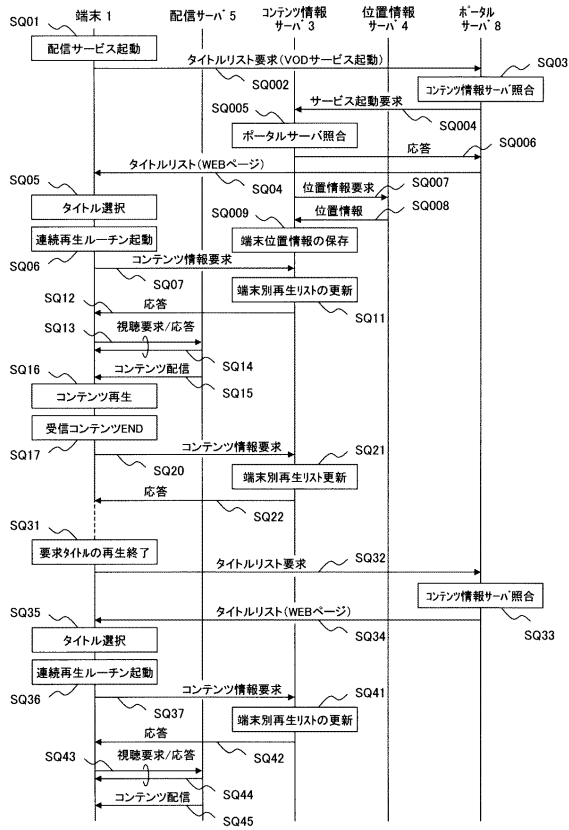 SQ01
端末 1
配信サーバ 5
コンテンツ情報
サーバ 3
位置情報
サーバ 4
ポータル
サーバ 8
配信サービス起動
タイトルリスト要求(VODサービス起動)
SQ002
SQ03
コンテンツ情報サーバ照合
サービス起動要求
SQ005
SQ004
ポータルサーバ照合
SQ006
応答
タイトルリスト(WEBページ)
SQ05
SQ04
位置情報要求
SQ007
タイトル選択
SQ009
位置情報
SQ008
連続再生ルーチン起動
端末位置情報の保存
SQ06
コンテンツ情報要求
SQ07
SQ12
応答
端末別再生リストの更新
SQ13
視聴要求/応答
SQ11
SQ16
コンテンツ配信
SQ14
コンテンツ再生
SQ15
受信コンテンツEND
SQ17
コンテンツ情報要求
SQ21
SQ20
端末別再生リスト更新
応答
SQ22
SQ31
要求タイトルの再生終了
タイトルリスト要求
SQ32
コンテンツ情報サーバ照合
SQ35
タイトルリスト(WEBページ)
SQ34
SQ33
タイトル選択
連続再生ルーチン起動
SQ36
コンテンツ情報要求
SQ41
SQ37
端末別再生リストの更新
応答
SQ43
視聴要求/応答
SQ42
コンテンツ配信
SQ44
SQ45